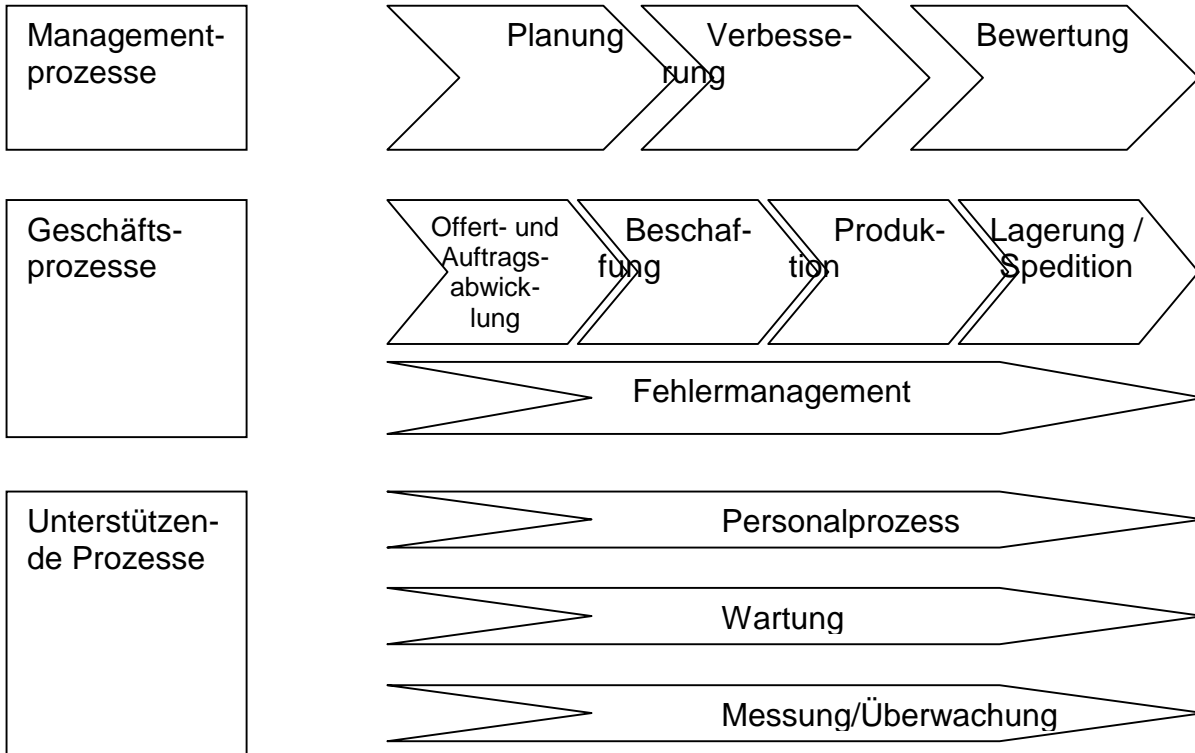 Management-
prozesse
Planung
Verbesse-
rung
Bewertung
Geschäfts-
prozesse
Offert- und
Auftrags-
abwick-
lung
Beschaf-
fung
Produk-
tion
Lagerung /
Spedition
Fehlermanagement
Unterstützen-
de Prozesse
Personalprozess
Wartung
Messung/Überwachung